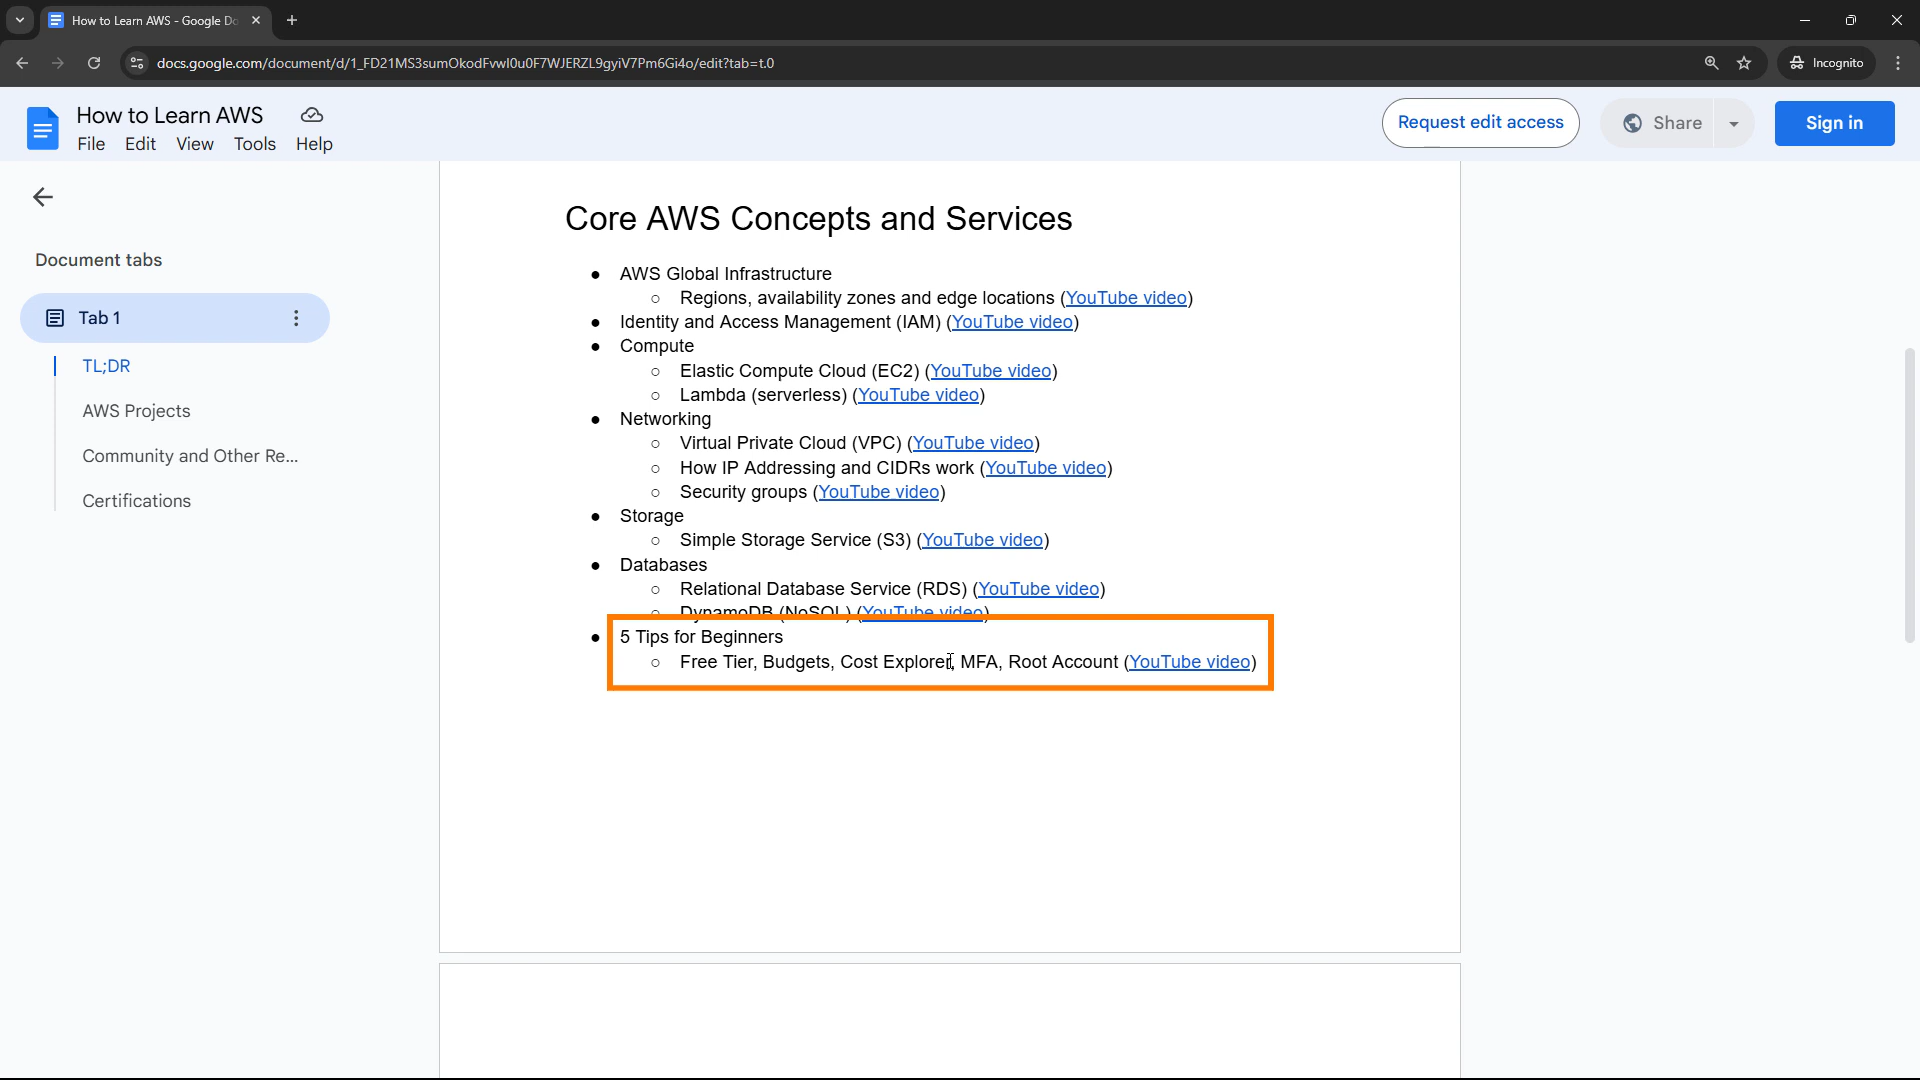 How to Learn AWS - Google Do
docs.google.com/document/d/1_FD21MS3sumOkodFvwl0u0F7WJERZL9gyiV7Pm6Gi4o/edit?tab=t.0
Incognito
How to Learn AWS
File Edit View Tools Help
Request edit access
Share
Sign in
Document tabs
Tab 1
TL;DR
AWS Projects
Community and Other Re...
Certifications
Core AWS Concepts and Services
● AWS Global Infrastructure
○ Regions, availability zones and edge locations (YouTube video)
● Identity and Access Management (IAM) (YouTube video)
● Compute
○ Elastic Compute Cloud (EC2) (YouTube video)
○ Lambda (serverless) (YouTube video)
● Networking
○ Virtual Private Cloud (VPC) (YouTube video)
○ How IP Addressing and CIDRs work (YouTube video)
○ Security groups (YouTube video)
● Storage
○ Simple Storage Service (S3) (YouTube video)
● Databases
○ Relational Database Service (RDS) (YouTube video)
○ DynamoDB (NoSQL) (YouTube video)
● 5 Tips for Beginners
○ Free Tier, Budgets, Cost Explorer, MFA, Root Account (YouTube video)